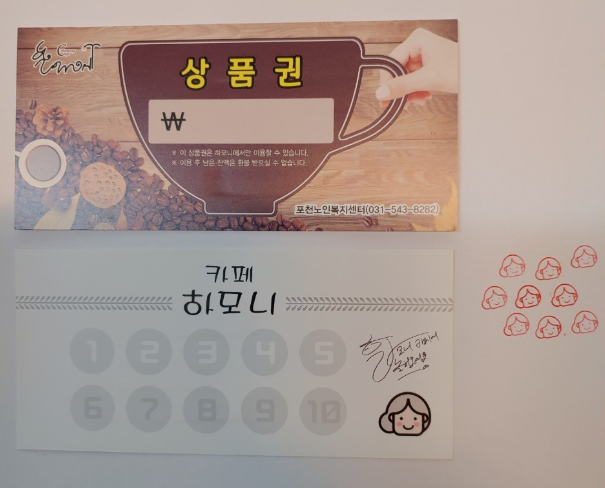 상품권
₩
※ 이 상품권은 하모니에서만 이용할 수 있습니다.
※ 이용 후 남은 잔액은 환불 받으실 수 없습니다.
포천노인복지센터(031-543-8282)
카페
하모니
1 2 3 4 5
6 7 8 9 10